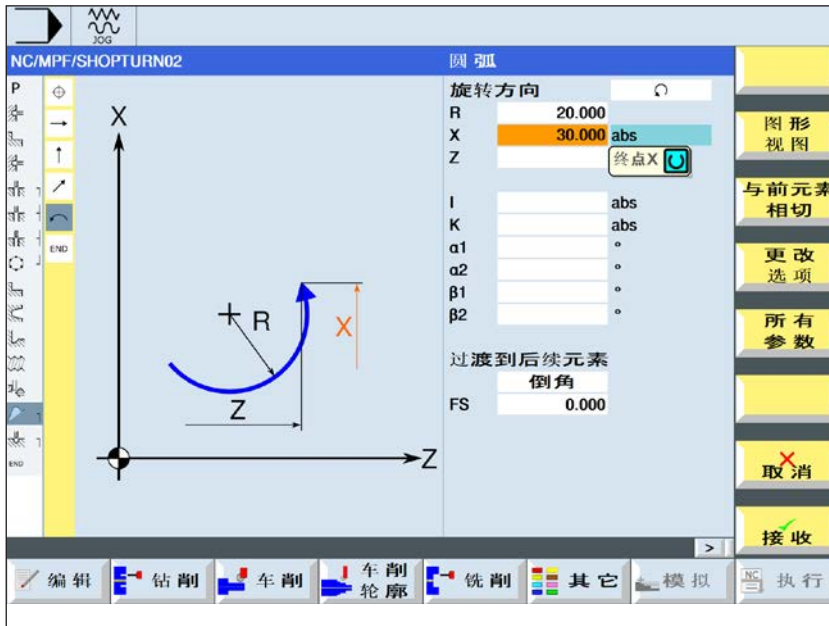 JOG
NC/MPF/SHOPTURN02
圆弧
P
END
END
X
R
X
Z
Z
旋转方向
R 20.000
X 30.000 abs
Z
终点X
I abs
K abs
α1 °
α2 °
β1 °
β2 °
过渡到后续元素
倒角
FS 0.000
图形
视图
与前元素
相切
更改
选项
所有
参数
取消
接收
>
编辑
钻削
车削
车削
轮廓
铣削
其它
模拟
NC
执行